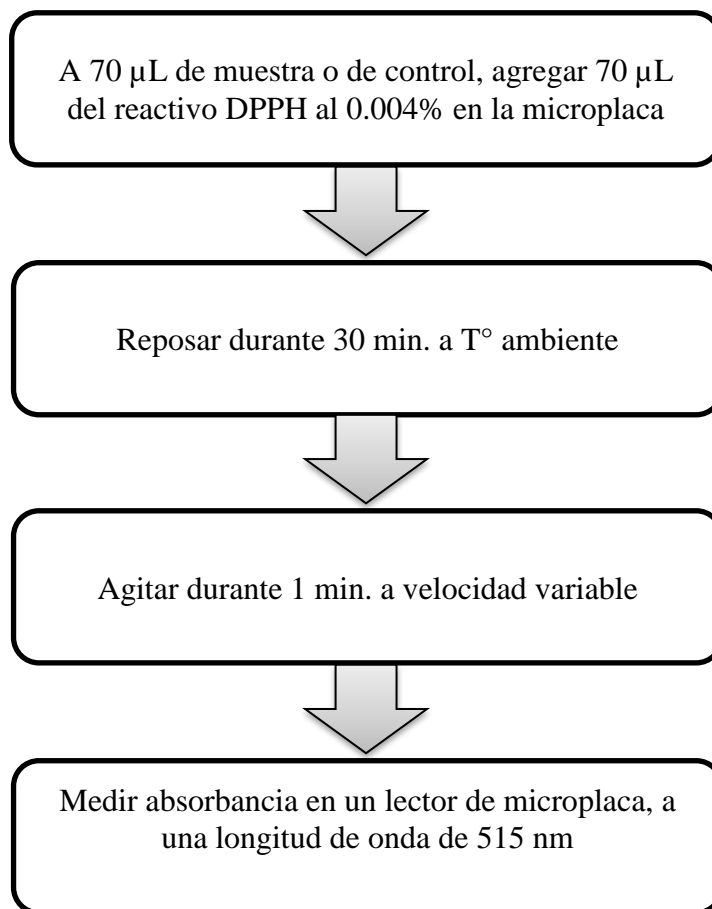 A 70 µL de muestra o de control, agregar 70 µL
del reactivo DPPH al 0.004% en la microplaca
Reposar durante 30 min. a T° ambiente
Agitar durante 1 min. a velocidad variable
Medir absorbancia en un lector de microplaca, a
una longitud de onda de 515 nm